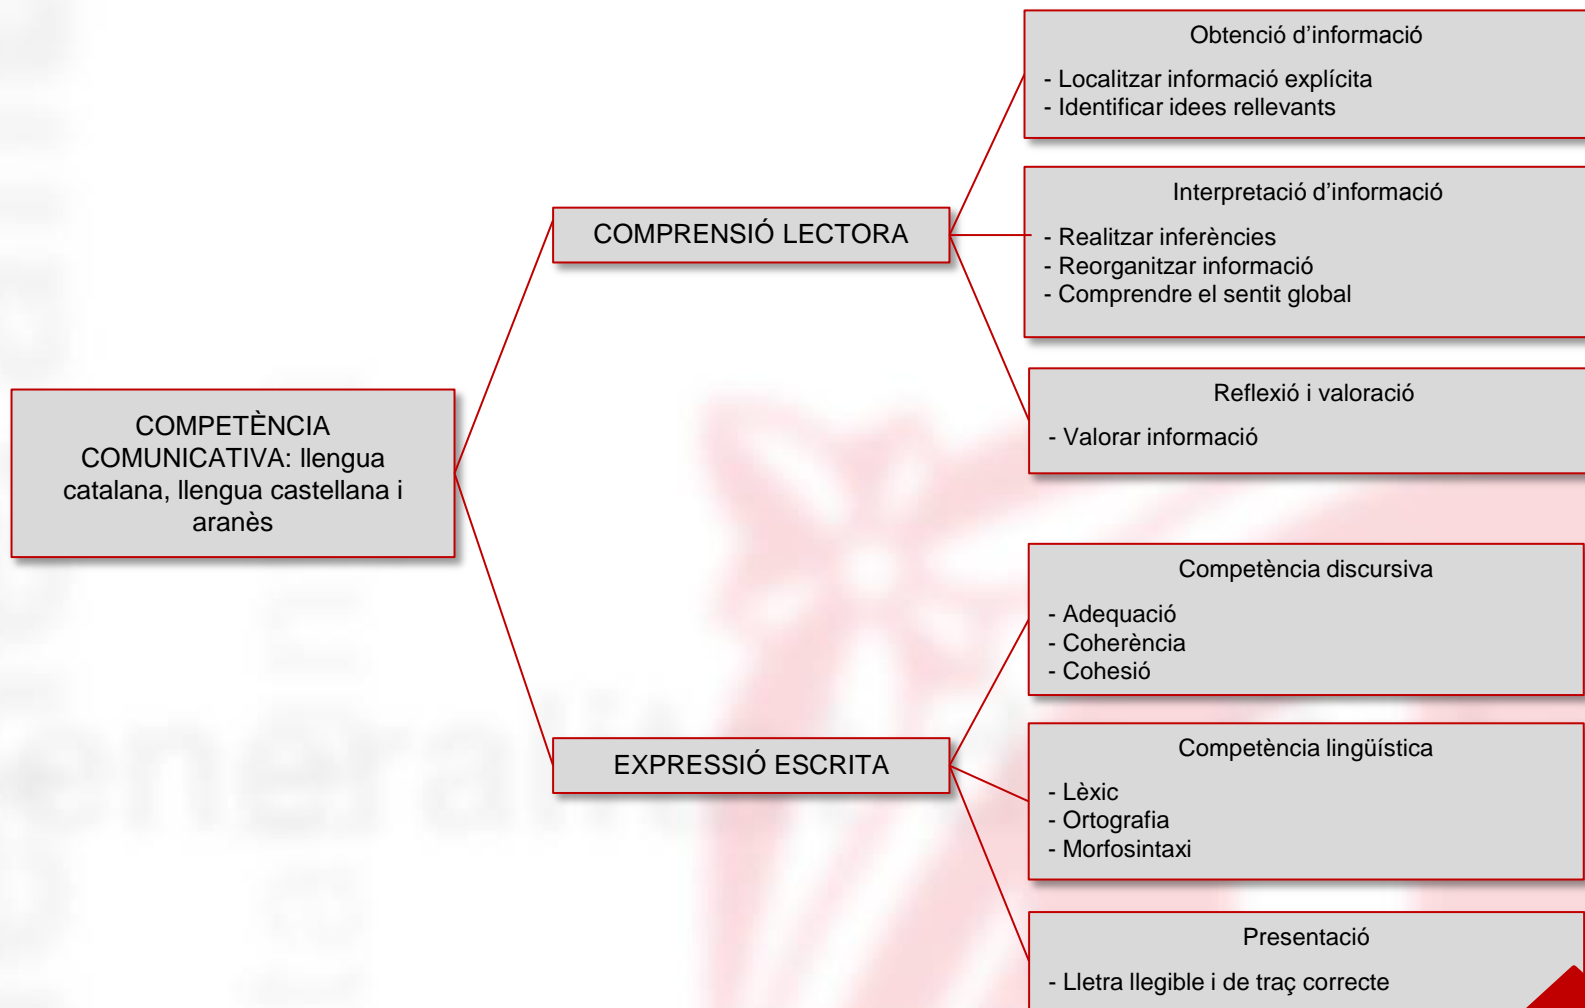 Obtenció d’informació
- Localitzar informació explícita
- Identificar idees rellevants
Interpretació d’informació
- Realitzar inferències
- Reorganitzar informació
- Comprendre el sentit global
COMPRENSIÓ LECTORA
Reflexió i valoració
- Valorar informació
COMPETÈNCIA
COMUNICATIVA: llengua
catalana, llengua castellana i
aranès
Competència discursiva
- Adequació
- Coherència
- Cohesió
EXPRESSIÓ ESCRITA
Competència lingüística
- Lèxic
- Ortografia
- Morfosintaxi
Presentació
- Lletra llegible i de traç correcte